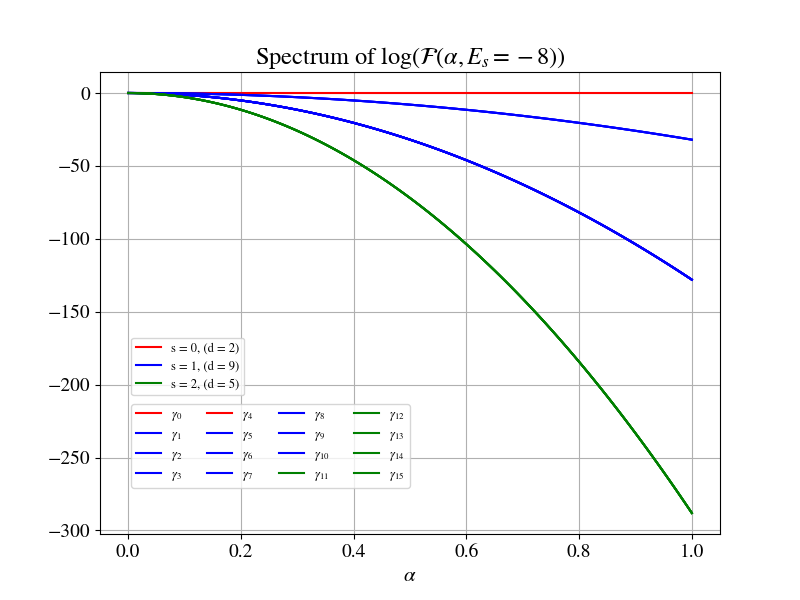 Spectrum of log(ℱ(α, E_s = −8))
0
−50
−100
−150
−200
−250
−300
s = 0, (d = 2)
s = 1, (d = 9)
s = 2, (d = 5)
γ₀ γ₄ γ₈ γ₁₂
γ₁ γ₅ γ₉ γ₁₃
γ₂ γ₆ γ₁₀ γ₁₄
γ₃ γ₇ γ₁₁ γ₁₅
0.0 0.2 0.4 0.6 0.8 1.0
α